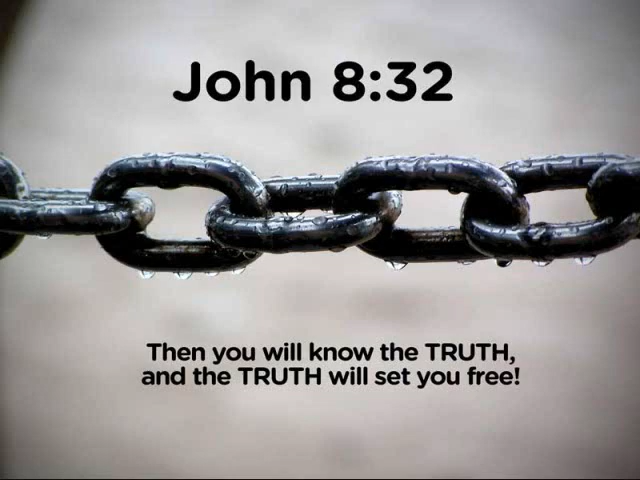 John 8:32
Then you will know the TRUTH,
and the TRUTH will set you free!